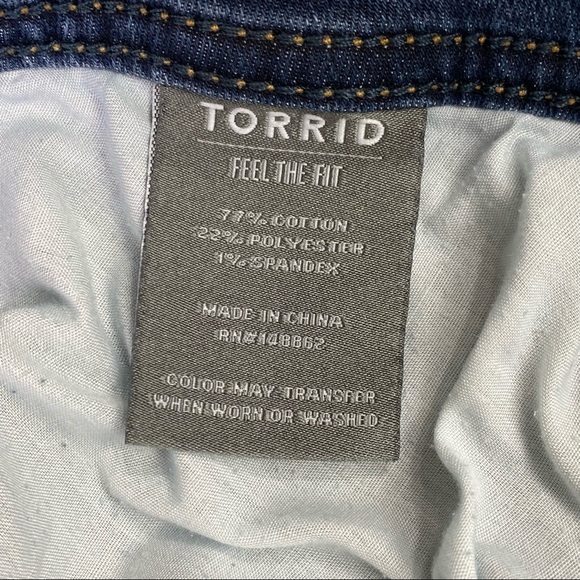 TORRID
FEEL THE FIT
77% COTTON
22% POLYESTER
1% SPANDEX
MADE IN CHINA
RN#148862
COLOR MAY TRANSFER
WHEN WORN OR WASHED